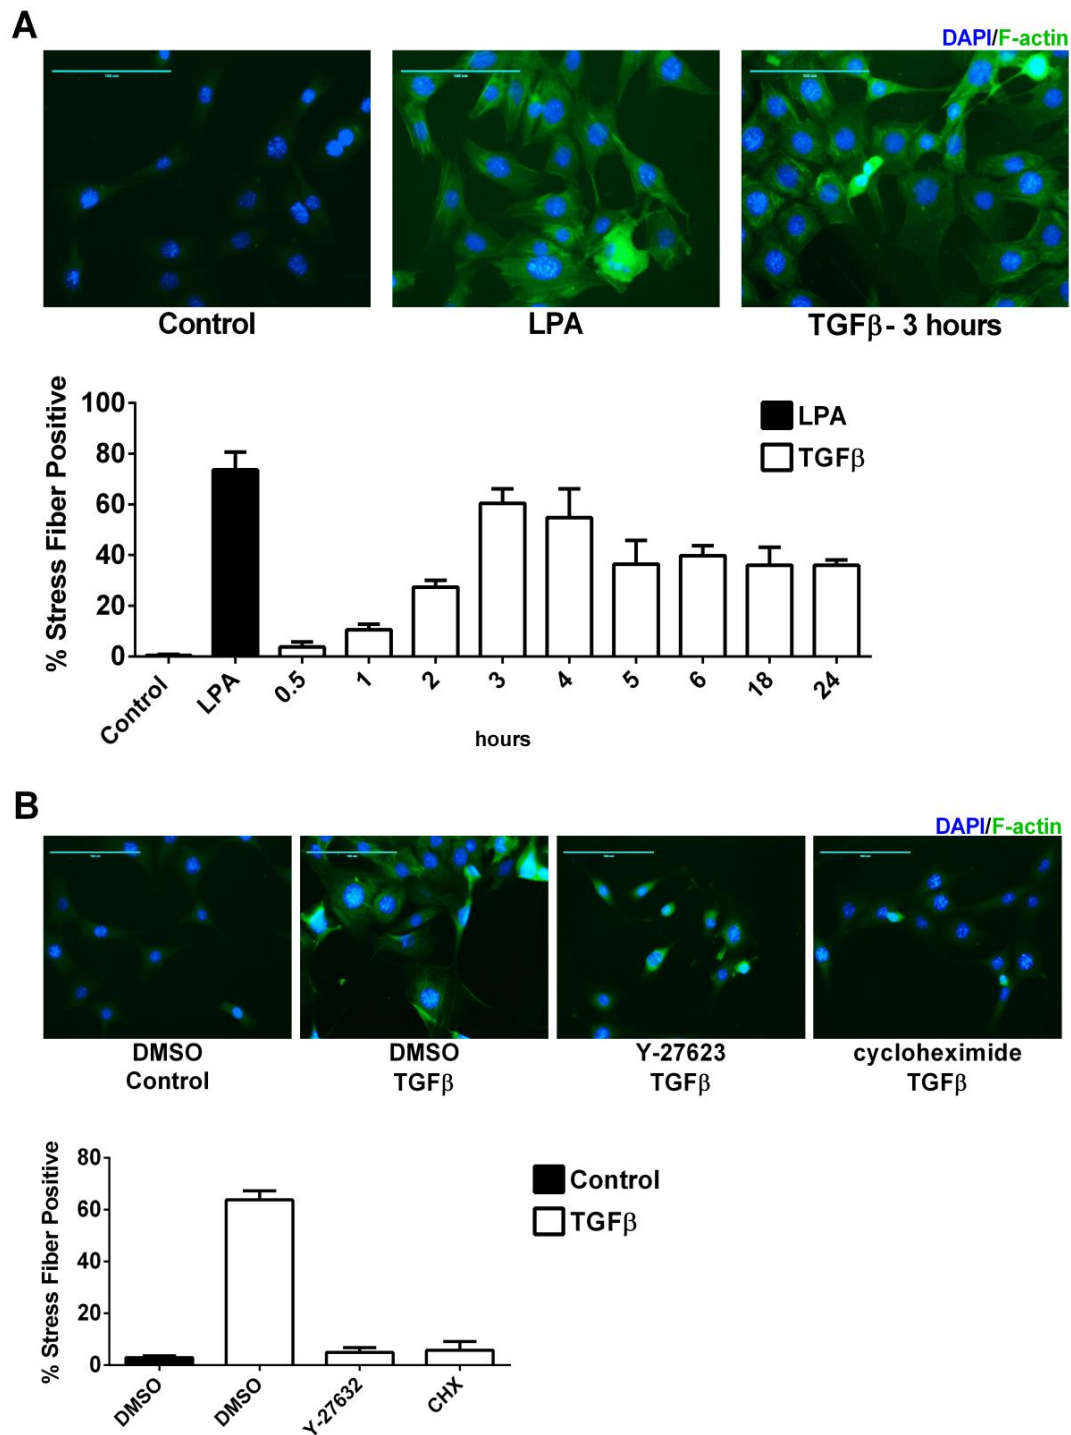 A
DAPI/F-actin
Control
LPA
TGFβ- 3 hours
% Stress Fiber Positive
100
80
60
40
20
0
LPA
TGFβ
Control
LPA
0.5
1
2
3
4
5
6
18
24
hours
B
DAPI/F-actin
DMSO
Control
DMSO
TGFβ
Y-27623
TGFβ
cycloheximide
TGFβ
% Stress Fiber Positive
80
60
40
20
0
Control
TGFβ
DMSO
DMSO
Y-27632
CHX